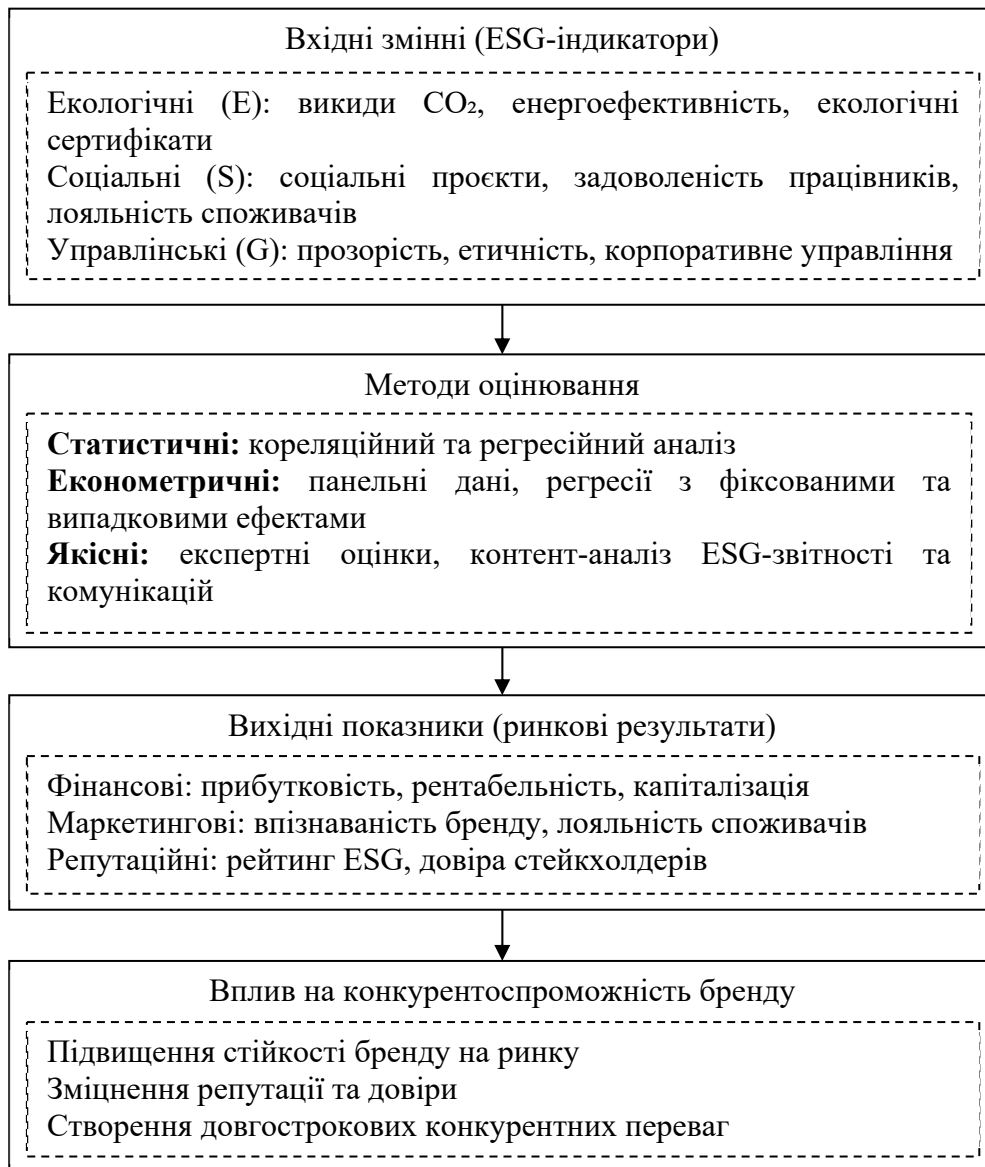 Вхідні змінні (ESG-індикатори)
Екологічні (E): викиди CO₂, енергоефективність, екологічні
сертифікати
Соціальні (S): соціальні проєкти, задоволеність працівників,
лояльність споживачів
Управлінські (G): прозорість, етичність, корпоративне управління
Методи оцінювання
Статистичні: кореляційний та регресійний аналіз
Економетричні: панельні дані, регресії з фіксованими та
випадковими ефектами
Якісні: експертні оцінки, контент-аналіз ESG-звітності та
комунікацій
Вихідні показники (ринкові результати)
Фінансові: прибутковість, рентабельність, капіталізація
Маркетингові: впізнаваність бренду, лояльність споживачів
Репутаційні: рейтинг ESG, довіра стейкхолдерів
Вплив на конкурентоспроможність бренду
Підвищення стійкості бренду на ринку
Зміцнення репутації та довіри
Створення довгострокових конкурентних переваг